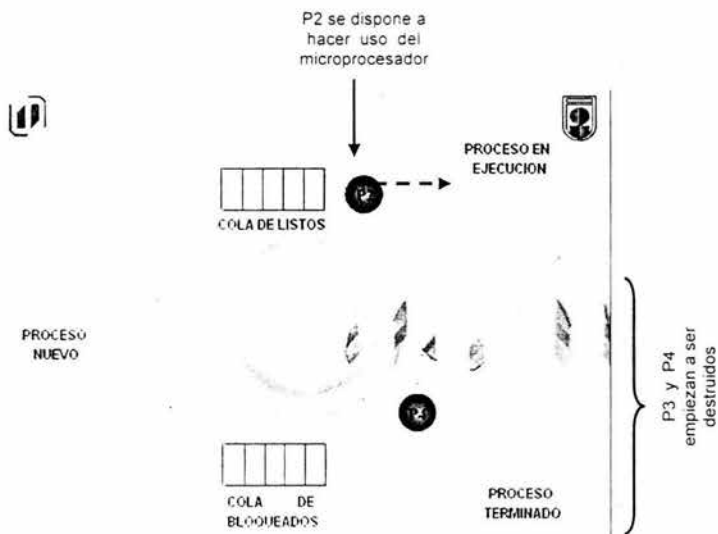 P2 se dispone a
hacer uso del
microprocesador
PROCESO EN
EJECUCION
P2
COLA DE LISTOS
PROCESO
NUEVO
P3 y P4
empiezan a ser
destruidos
COLA DE
BLOQUEADOS
PROCESO
TERMINADO